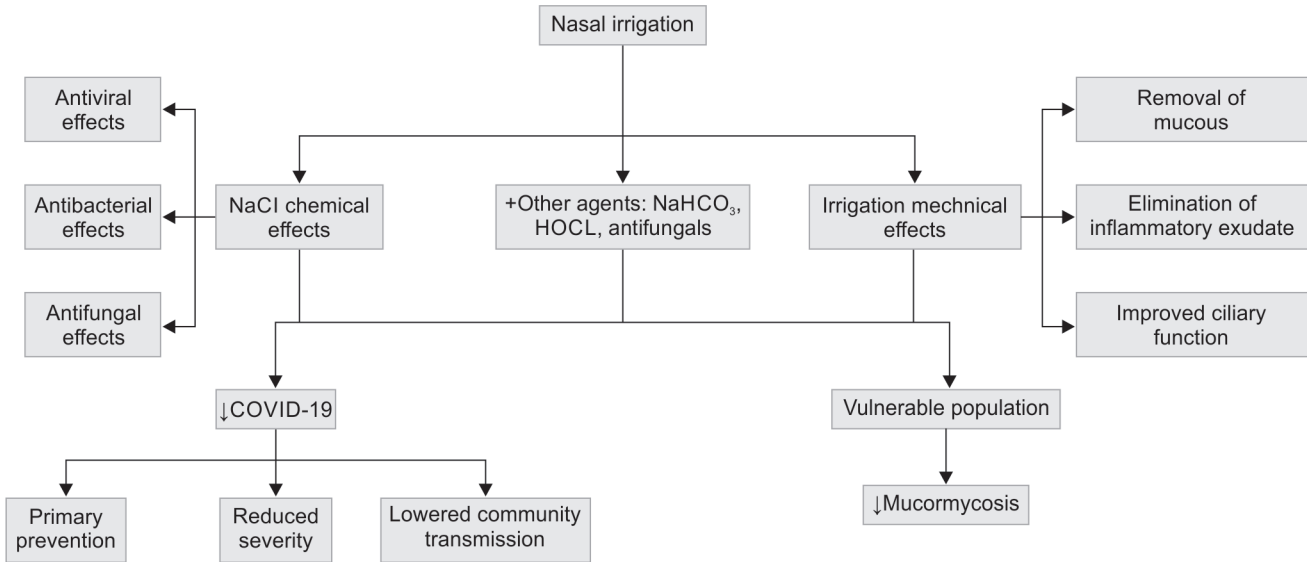 Nasal irrigation
Antiviral
effects
Removal of
mucous
Antibacterial
effects
NaCl chemical
effects
+Other agents: NaHCO₃,
HOCL, antifungals
Irrigation mechnical
effects
Elimination of
inflammatory exudate
Antifungal
effects
Improved ciliary
function
↓COVID-19
Vulnerable population
Primary
prevention
Reduced
severity
Lowered community
transmission
↓Mucormycosis